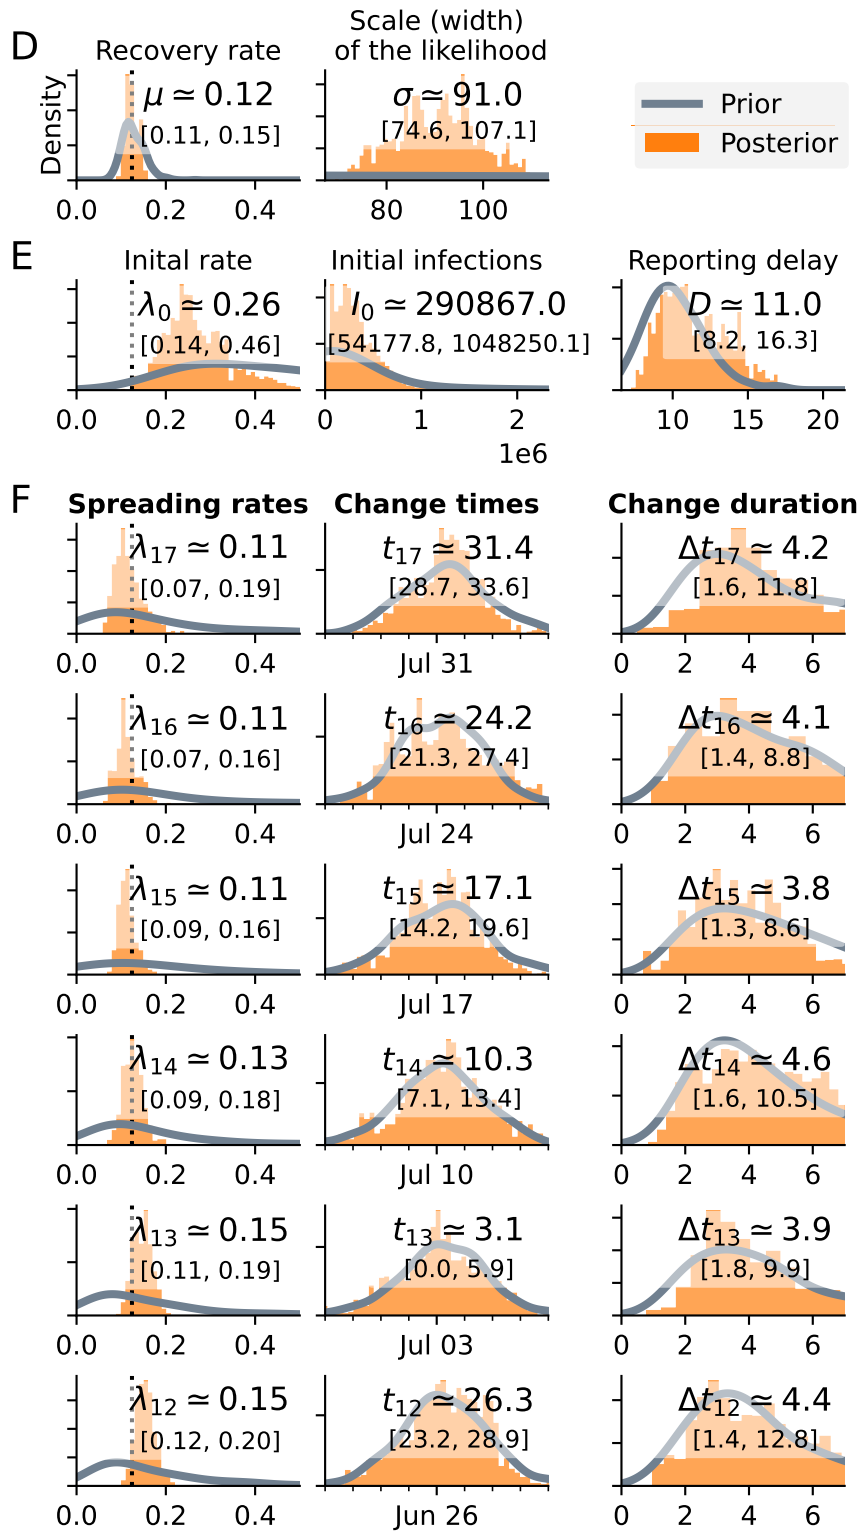 D
Recovery rate
Scale (width)
of the likelihood
Density
μ ≃ 0.12
[0.11, 0.15]
0.0 0.2 0.4
σ ≃ 91.0
[74.6, 107.1]
80 100
Prior
Posterior
E
Inital rate
Initial infections
Reporting delay
λ0 ≃ 0.26
[0.14, 0.46]
0.0 0.2 0.4
I0 ≃ 290867.0
[54177.8, 1048250.1]
0 1 2
1e6
D ≃ 11.0
[8.2, 16.3]
10 15 20
F
Spreading rates
Change times
Change duration
λ17 ≃ 0.11
[0.07, 0.19]
0.0 0.2 0.4
t17 ≃ 31.4
[28.7, 33.6]
Jul 31
Δt17 ≃ 4.2
[1.6, 11.8]
0 2 4 6
λ16 ≃ 0.11
[0.07, 0.16]
0.0 0.2 0.4
t16 ≃ 24.2
[21.3, 27.4]
Jul 24
Δt16 ≃ 4.1
[1.4, 8.8]
0 2 4 6
λ15 ≃ 0.11
[0.09, 0.16]
0.0 0.2 0.4
t15 ≃ 17.1
[14.2, 19.6]
Jul 17
Δt15 ≃ 3.8
[1.3, 8.6]
0 2 4 6
λ14 ≃ 0.13
[0.09, 0.18]
0.0 0.2 0.4
t14 ≃ 10.3
[7.1, 13.4]
Jul 10
Δt14 ≃ 4.6
[1.6, 10.5]
0 2 4 6
λ13 ≃ 0.15
[0.11, 0.19]
0.0 0.2 0.4
t13 ≃ 3.1
[0.0, 5.9]
Jul 03
Δt13 ≃ 3.9
[1.8, 9.9]
0 2 4 6
λ12 ≃ 0.15
[0.12, 0.20]
0.0 0.2 0.4
t12 ≃ 26.3
[23.2, 28.9]
Jun 26
Δt12 ≃ 4.4
[1.4, 12.8]
0 2 4 6